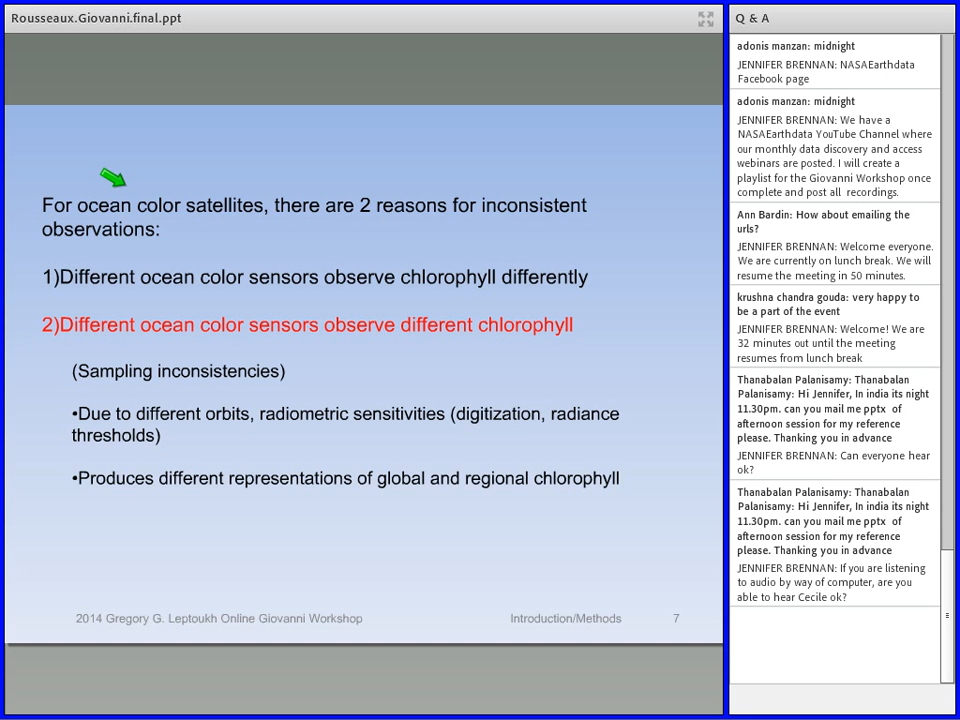 Rousseaux.Giovanni.final.ppt
For ocean color satellites, there are 2 reasons for inconsistent
observations:
1)Different ocean color sensors observe chlorophyll differently
2)Different ocean color sensors observe different chlorophyll
(Sampling inconsistencies)
•Due to different orbits, radiometric sensitivities (digitization, radiance
thresholds)
•Produces different representations of global and regional chlorophyll
2014 Gregory G. Leptoukh Online Giovanni Workshop
Introduction/Methods
7
Q & A
adonis manzan: midnight
JENNIFER BRENNAN: NASAEarthdata
Facebook page
adonis manzan: midnight
JENNIFER BRENNAN: We have a
NASAEarthdata YouTube Channel where
our monthly data discovery and access
webinars are posted. I will create a
playlist for the Giovanni Workshop once
complete and post all recordings.
Ann Bardin: How about emailing the
urls?
JENNIFER BRENNAN: Welcome everyone.
We are currently on lunch break. We will
resume the meeting in 50 minutes.
krushna chandra gouda: very happy to
be a part of the event
JENNIFER BRENNAN: Welcome! We are
32 minutes out until the meeting
resumes from lunch break
Thanabalan Palanisamy: Thanabalan
Palanisamy: Hi Jennifer, In india its night
11.30pm. can you mail me pptx of
afternoon session for my reference
please. Thanking you in advance
JENNIFER BRENNAN: Can everyone hear
ok?
Thanabalan Palanisamy: Thanabalan
Palanisamy: Hi Jennifer, In india its night
11.30pm. can you mail me pptx of
afternoon session for my reference
please. Thanking you in advance
JENNIFER BRENNAN: If you are listening
to audio by way of computer, are you
able to hear Cecile ok?